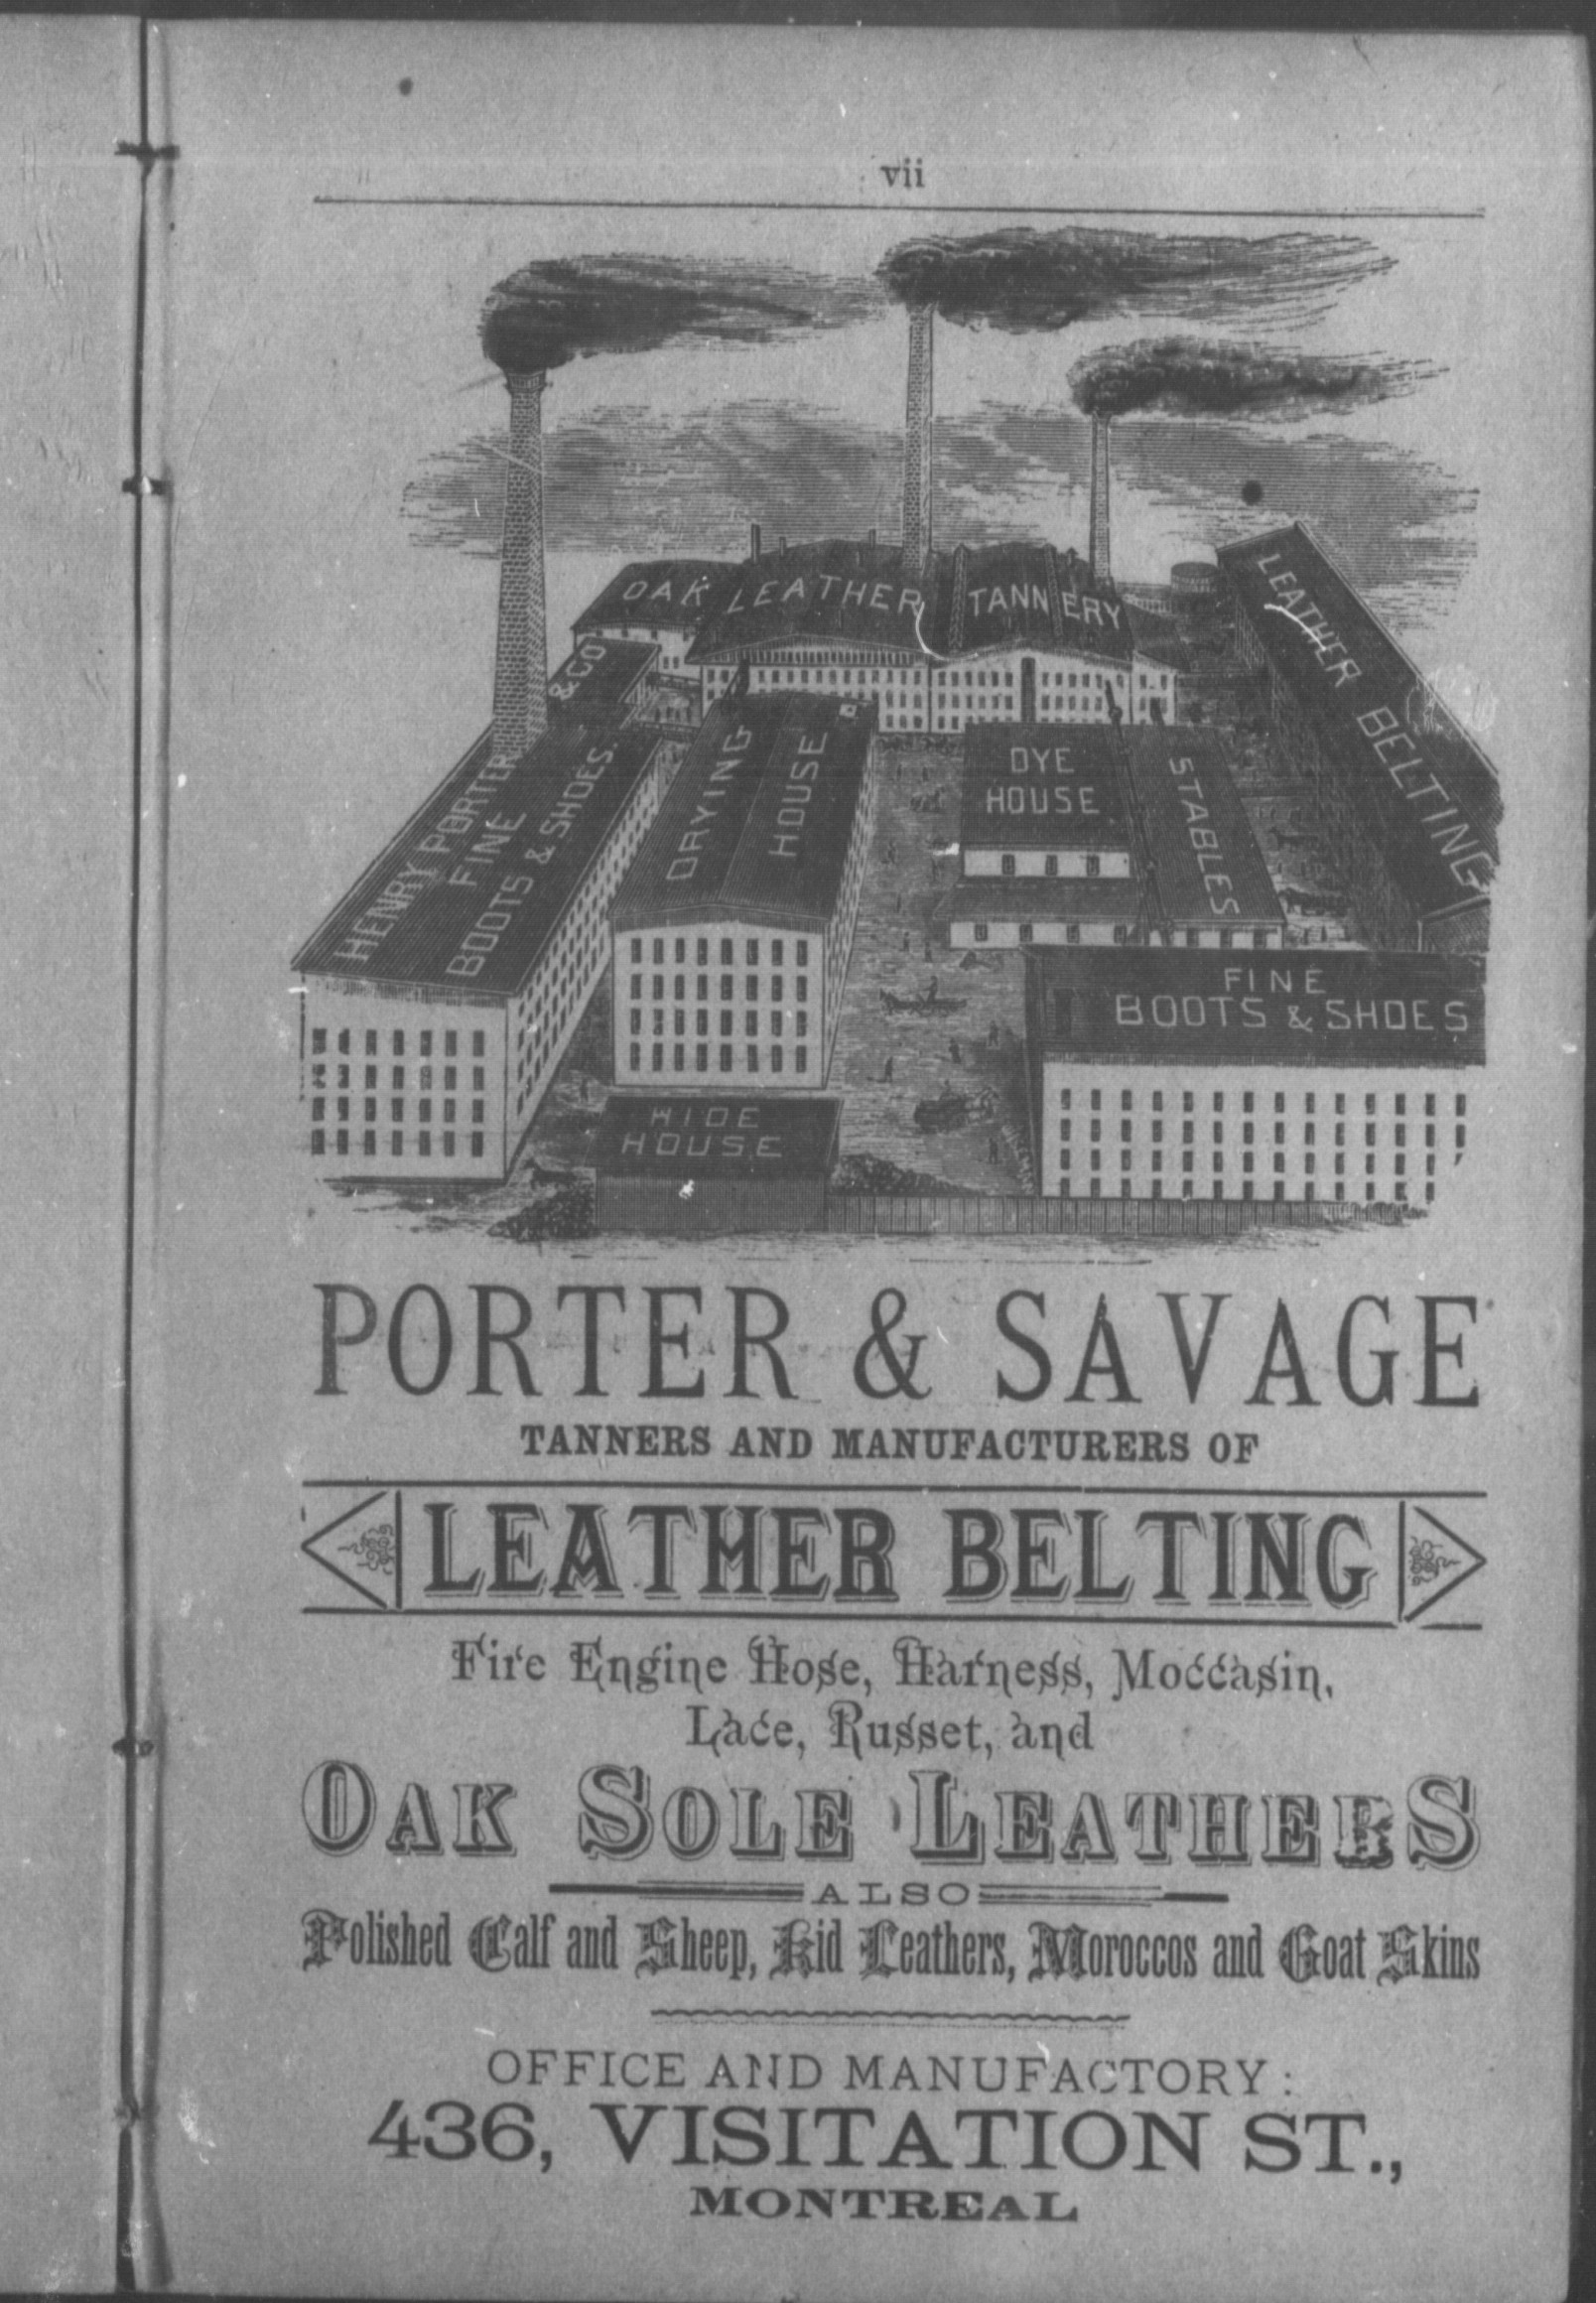 vii
OAK LEATHER TANNERY
LEATHER BELTING
HENRY PORTER & CO
FINE
BOOTS & SHOES.
DRYING HOUSE
DYE
HOUSE
STABLES
FINE
BOOTS & SHOES
HIDE
HOUSE
PORTER & SAVAGE
TANNERS AND MANUFACTURERS OF
LEATHER BELTING
Fire Engine Hose, Harness, Moccasin,
Lace, Russet, and
OAK SOLE LEATHERS
ALSO
Polished Calf and Sheep, Kid Leathers, Moroccos and Goat Skins
OFFICE AND MANUFACTORY:
436, VISITATION ST.,
MONTREAL